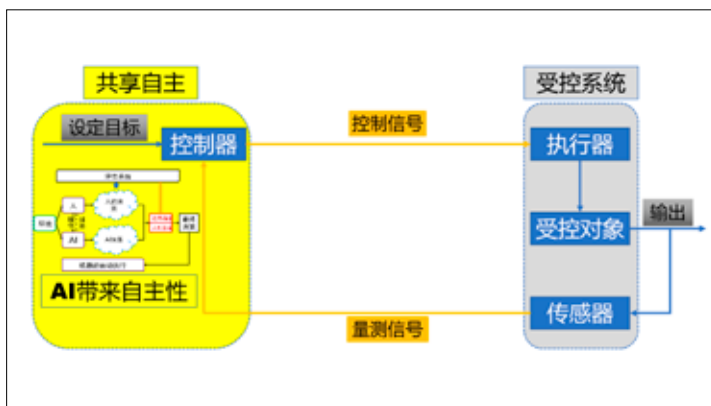 共享自主
受控系统
设定目标
控制器
控制信号
执行器
输出
受控对象
人
AI
AI带来自主性
传感器
量测信号